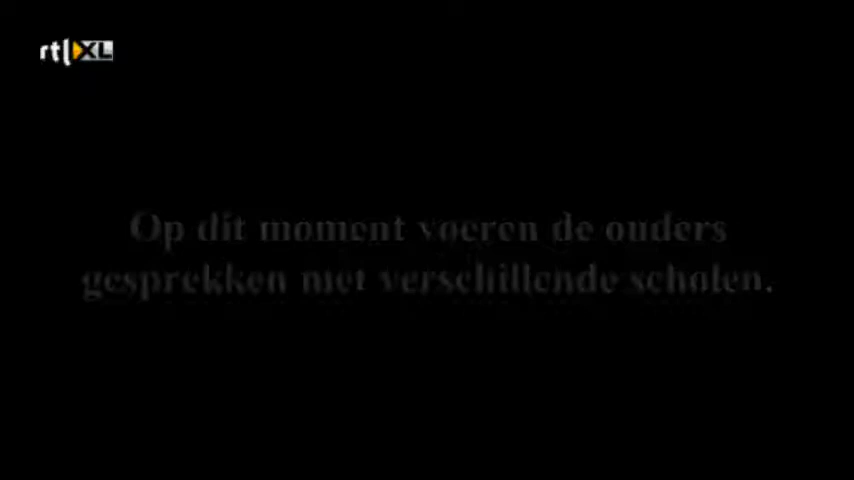 rtl XL
Op dit moment voeren de ouders
gesprekken met verschillende scholen.